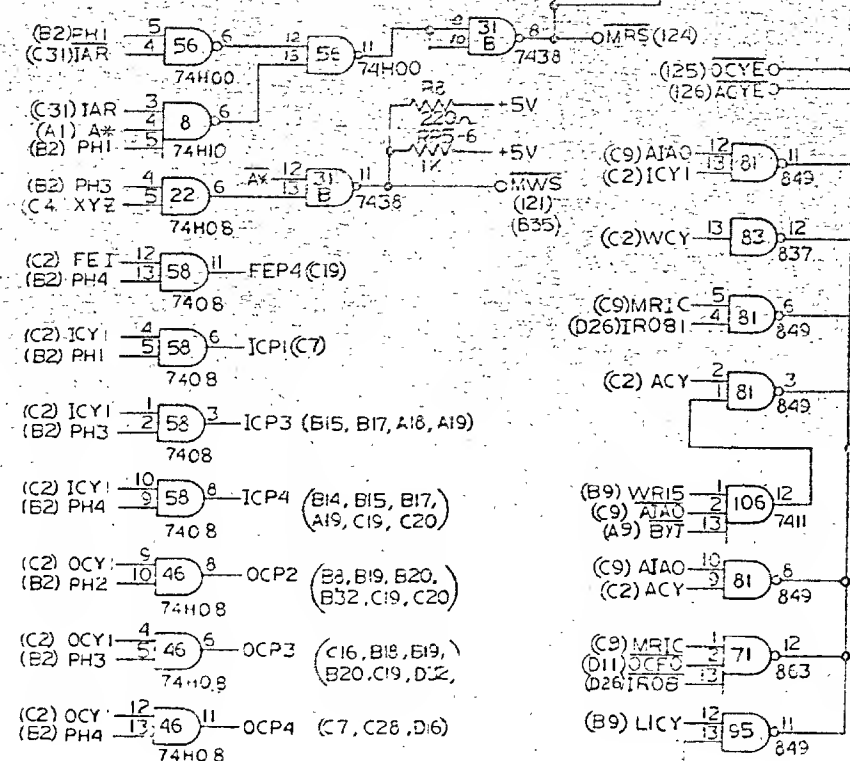 (B2) PH1 5
(C31) IAR 4
56
6
74H00
12
13
56
11
74H00
9
10
31
B
8
7438
MRS (124)
(C31) IAR 3
(A1) A* 4
(B2) PH1 5
8
6
74H10
R8
220Ω
+5V
RP5-6
1K
+5V
(B2) PH3 4
(C4 XYZ 5
22
6
74H08
A* 12
13
31
B
11
7438
MWS
(121)
(B35)
(C2) FE1 12
(B2) PH4 13
58
11
FEP4 (C19)
7408
(C2) ICY1 4
(B2) PH1 5
58
6
ICP1 (C7)
7408
(C2) ICY1 1
(B2) PH3 2
58
3
ICP3 (B15, B17, A18, A19)
7408
(C2) ICY1 10
(B2) PH4 9
58
8
ICP4
(B14, B15, B17,
A19, C19, C20)
7408
(C2) OCY1 9
(B2) PH2 10
46
8
OCP2
(B8, B19, B20,
B32, C19, C20)
74H08
(C2) OCY1 4
(B2) PH3 5
46
6
OCP3
(C16, B18, B19,
B20, C19, D32,
74H08
(C2) OCY 12
(B2) PH4 13
46
11
OCP4
(C7, C28, D16)
74H08
(125) OCYE
(126) ACYE
(C9) AIAO 12
(C2) ICY1 13
81
11
849
(C2) WCY 13
83
12
837
(C9) MRIC 5
(D26) IROB1 4
81
6
849
(C2) ACY 2
1
81
3
849
(B9) WR15 1
(C9) AIAO 2
(A9) BYT 13
106
12
7411
(C9) AIAO 10
(C2) ACY 9
81
8
849
(C9) MRIC 1
(D11) OCFO 2
(D26) IROB 13
71
12
863
(B9) LICY 12
13
95
11
849